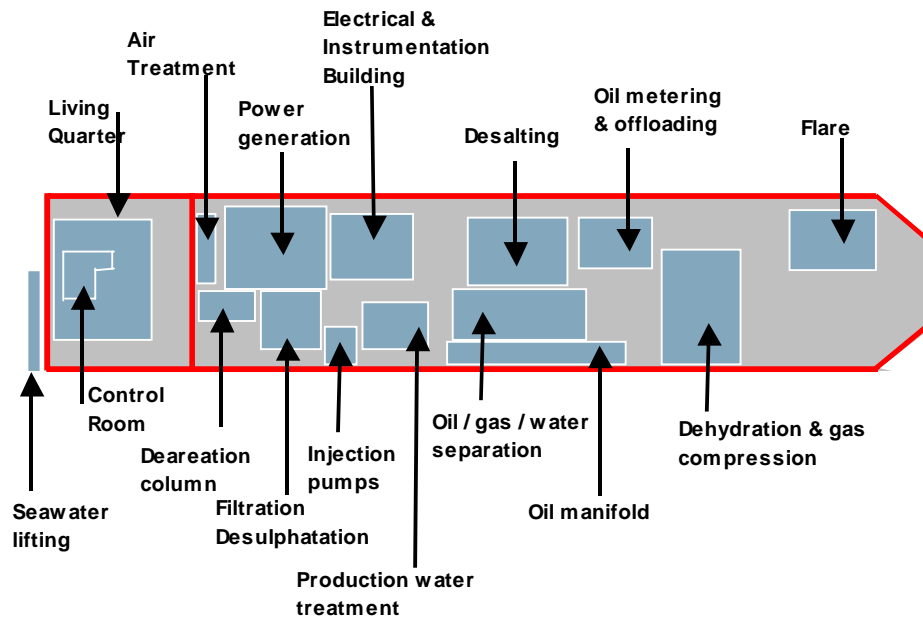 Electrical &
Instrumentation
Building
Air
Treatment
Living
Quarter
Power
generation
Desalting
Oil metering
& offloading
Flare
Control
Room
Deareation
column
Injection
pumps
Oil / gas / water
separation
Dehydration & gas
compression
Seawater
lifting
Filtration
Desulphatation
Oil manifold
Production water
treatment